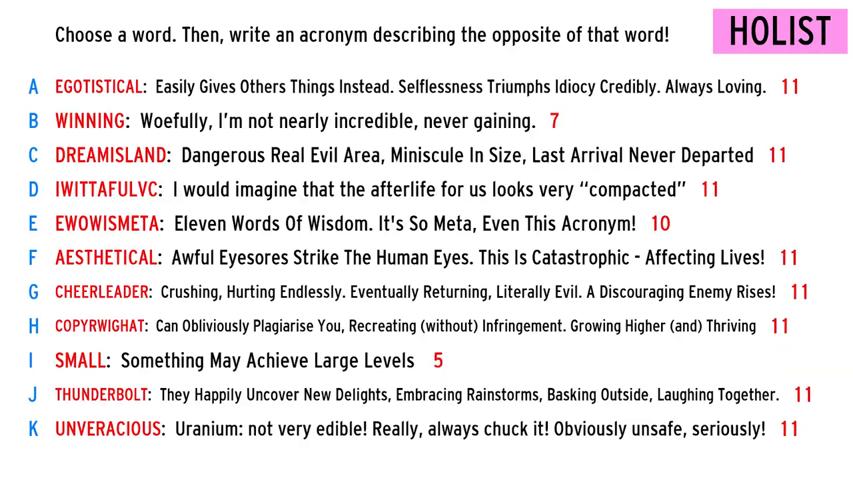 Choose a word. Then, write an acronym describing the opposite of that word!
HOLIST
A EGOTISTICAL: Easily Gives Others Things Instead. Selflessness Triumphs Idiocy Credibly. Always Loving. 11
B WINNING: Woefully, I'm not nearly incredible, never gaining. 7
C DREAMISLAND: Dangerous Real Evil Area, Miniscule In Size, Last Arrival Never Departed 11
D IWITTAFULVC: I would imagine that the afterlife for us looks very “compacted” 11
E EWOWISMETA: Eleven Words Of Wisdom. It's So Meta, Even This Acronym! 10
F AESTHETICAL: Awful Eyesores Strike The Human Eyes. This Is Catastrophic - Affecting Lives! 11
G CHEERLEADER: Crushing, Hurting Endlessly. Eventually Returning, Literally Evil. A Discouraging Enemy Rises! 11
H COPYRWIGHAT: Can Obliviously Plagiarise You, Recreating (without) Infringement. Growing Higher (and) Thriving 11
I SMALL: Something May Achieve Large Levels 5
J THUNDERBOLT: They Happily Uncover New Delights, Embracing Rainstorms, Basking Outside, Laughing Together. 11
K UNVERACIOUS: Uranium: not very edible! Really, always chuck it! Obviously unsafe, seriously! 11